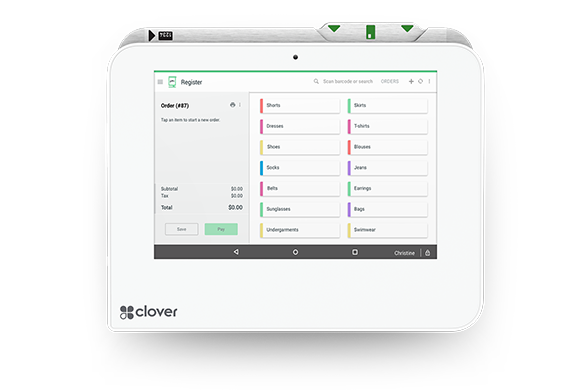 Register
Scan barcode or search
ORDERS
Order (#87)
Tap an item to start a new order.
Subtotal $0.00
Tax $0.00
Total $0.00
Save Pay
Shorts Skirts
Dresses T-shirts
Shoes Blouses
Socks Jeans
Belts Earrings
Sunglasses Bags
Undergarments Swimwear
Christine
clover